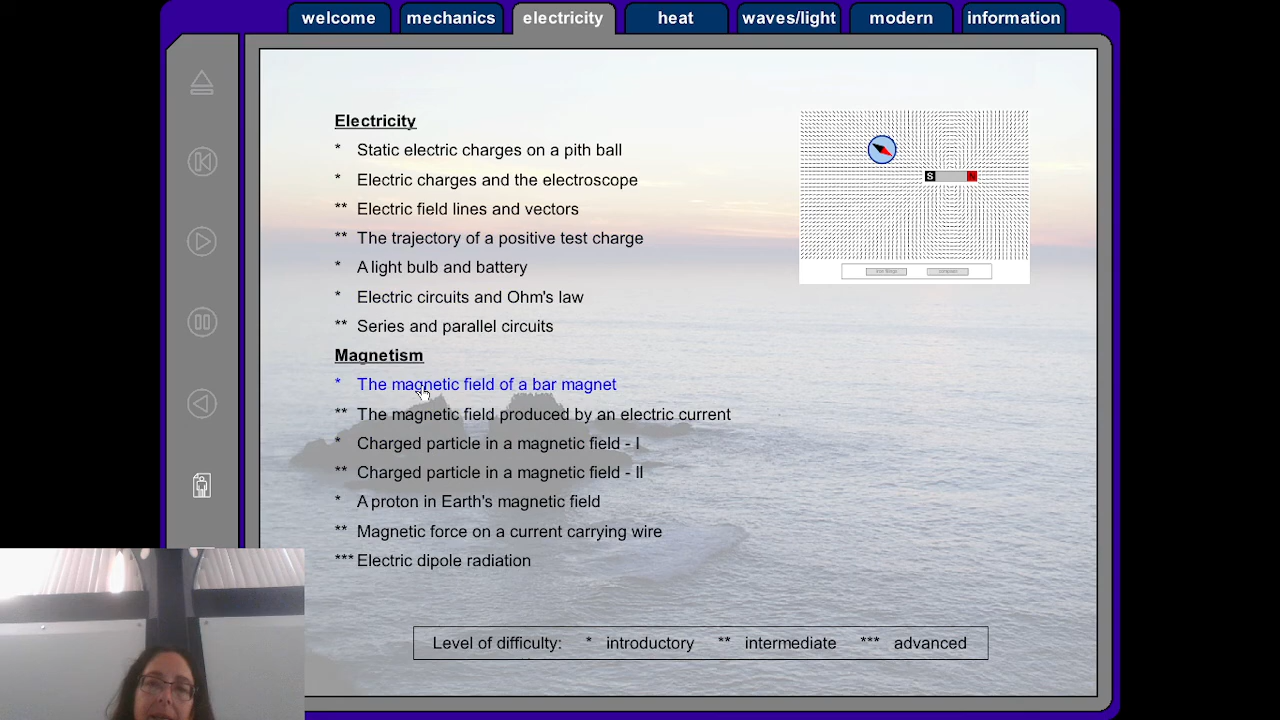 welcome mechanics electricity heat waves/light modern information
Electricity
* Static electric charges on a pith ball
* Electric charges and the electroscope
** Electric field lines and vectors
** The trajectory of a positive test charge
* A light bulb and battery
* Electric circuits and Ohm's law
** Series and parallel circuits
Magnetism
* The magnetic field of a bar magnet
** The magnetic field produced by an electric current
* Charged particle in a magnetic field - I
** Charged particle in a magnetic field - II
* A proton in Earth's magnetic field
** Magnetic force on a current carrying wire
*** Electric dipole radiation
S N
Level of difficulty: * introductory ** intermediate *** advanced